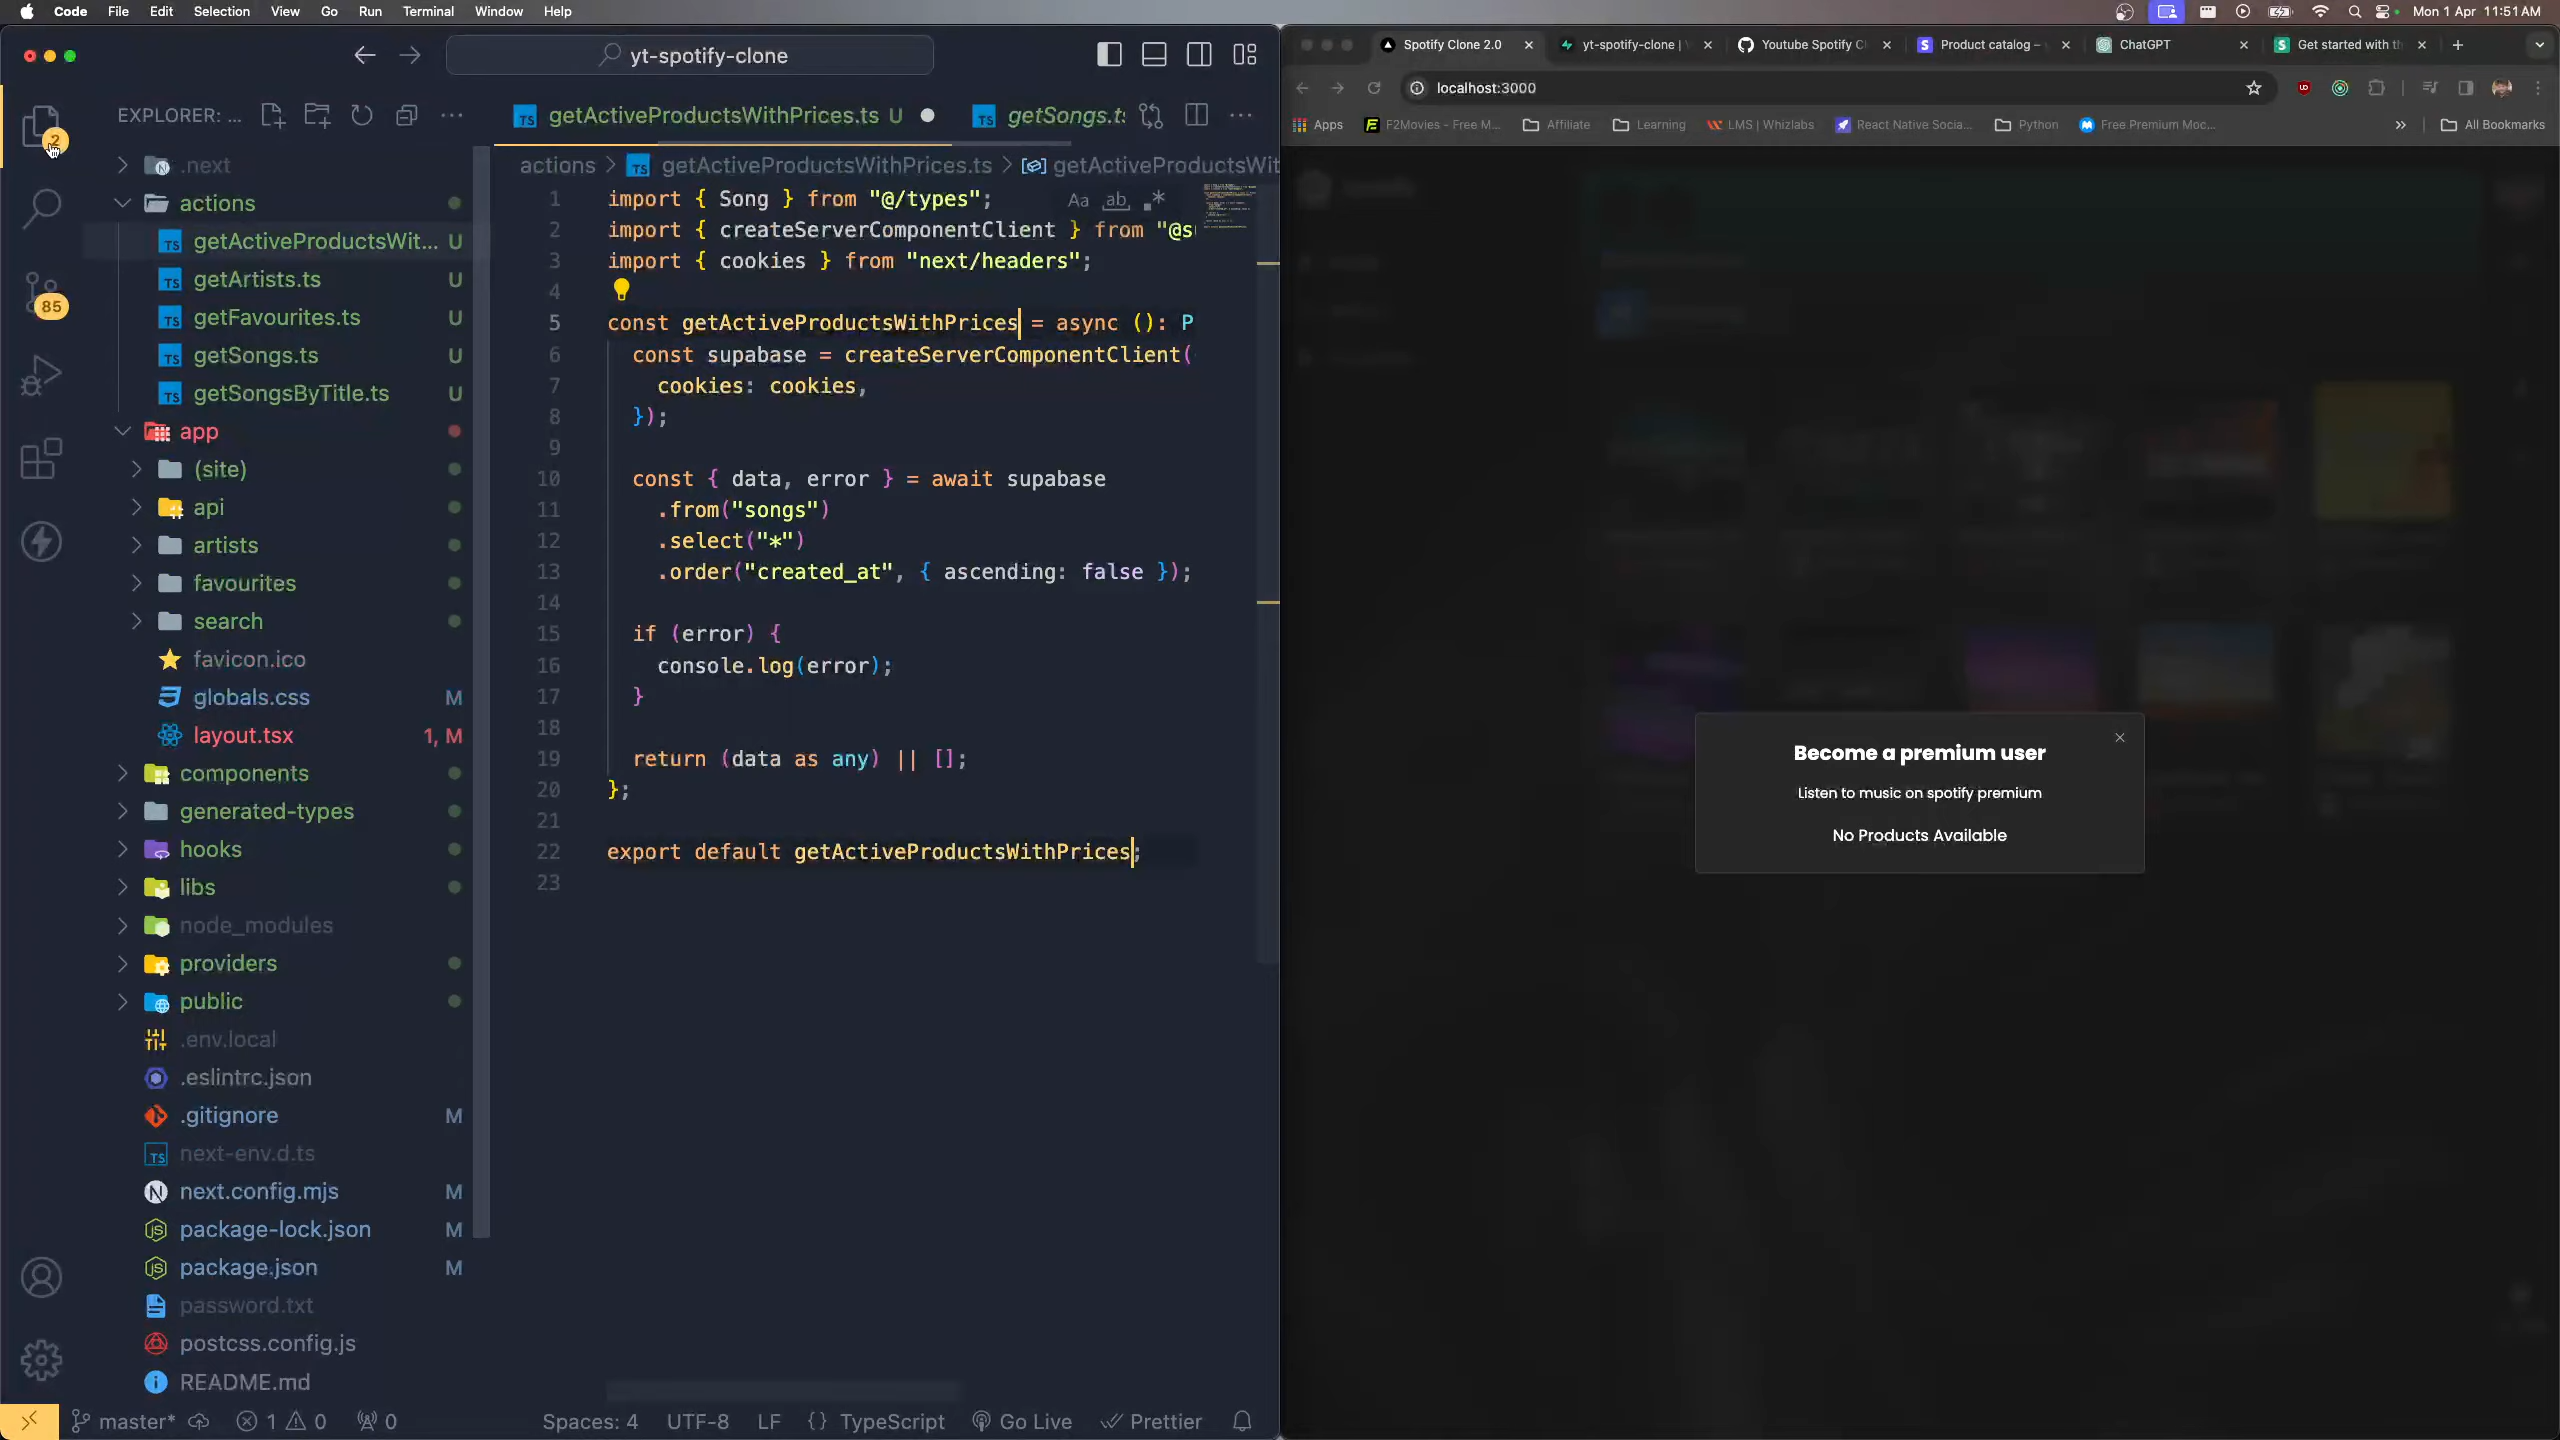 Code File Edit Selection View Go Run Terminal Window Help
Mon 1 Apr 11:51 AM
yt-spotify-clone
EXPLORER: ...
2
85
.next
actions
getActiveProductsWit... U
getArtists.ts U
getFavourites.ts U
getSongs.ts U
getSongsByTitle.ts U
app
(site)
api
artists
favourites
search
favicon.ico
globals.css M
layout.tsx 1, M
components
generated-types
hooks
libs
node_modules
providers
public
.env.local
.eslintrc.json
.gitignore M
next-env.d.ts
next.config.mjs M
package-lock.json M
package.json M
password.txt
postcss.config.js
README.md
getActiveProductsWithPrices.ts U
getSongs.ts
actions > getActiveProductsWithPrices.ts > getActiveProductsWit
Aa ab .*
1 import { Song } from "@/types";
2 import { createServerComponentClient } from "@s
3 import { cookies } from "next/headers";
4
5 const getActiveProductsWithPrices = async (): P
6 const supabase = createServerComponentClient(
7 cookies: cookies,
8 });
9
10 const { data, error } = await supabase
11 .from("songs")
12 .select("*")
13 .order("created_at", { ascending: false });
14
15 if (error) {
16 console.log(error);
17 }
18
19 return (data as any) || [];
20 };
21
22 export default getActiveProductsWithPrices;
23
master* 1 0 0 Spaces: 4 UTF-8 LF {} TypeScript Go Live Prettier
Spotify Clone 2.0
yt-spotify-clone |
Youtube Spotify C
Product catalog –
ChatGPT
Get started with t
localhost:3000
Apps F2Movies - Free M... Affiliate Learning LMS | Whizlabs React Native Socia... Python Free Premium Moc... » All Bookmarks
Become a premium user
Listen to music on spotify premium
No Products Available